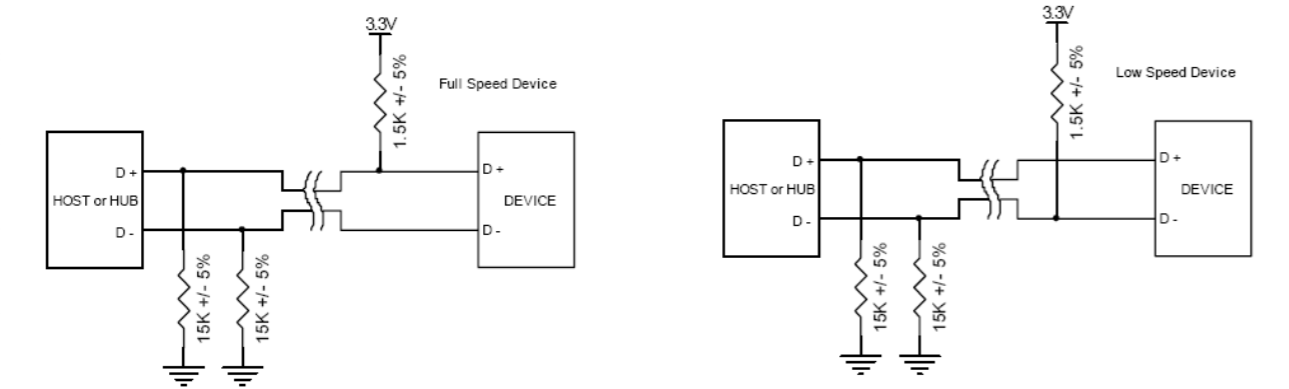 3.3V
1.5K +/- 5%
Full Speed Device
D +
HOST or HUB
D -
D +
DEVICE
D -
15K +/- 5%
15K +/- 5%
3.3V
1.5K +/- 5%
Low Speed Device
D +
HOST or HUB
D -
D +
DEVICE
D -
15K +/- 5%
15K +/- 5%